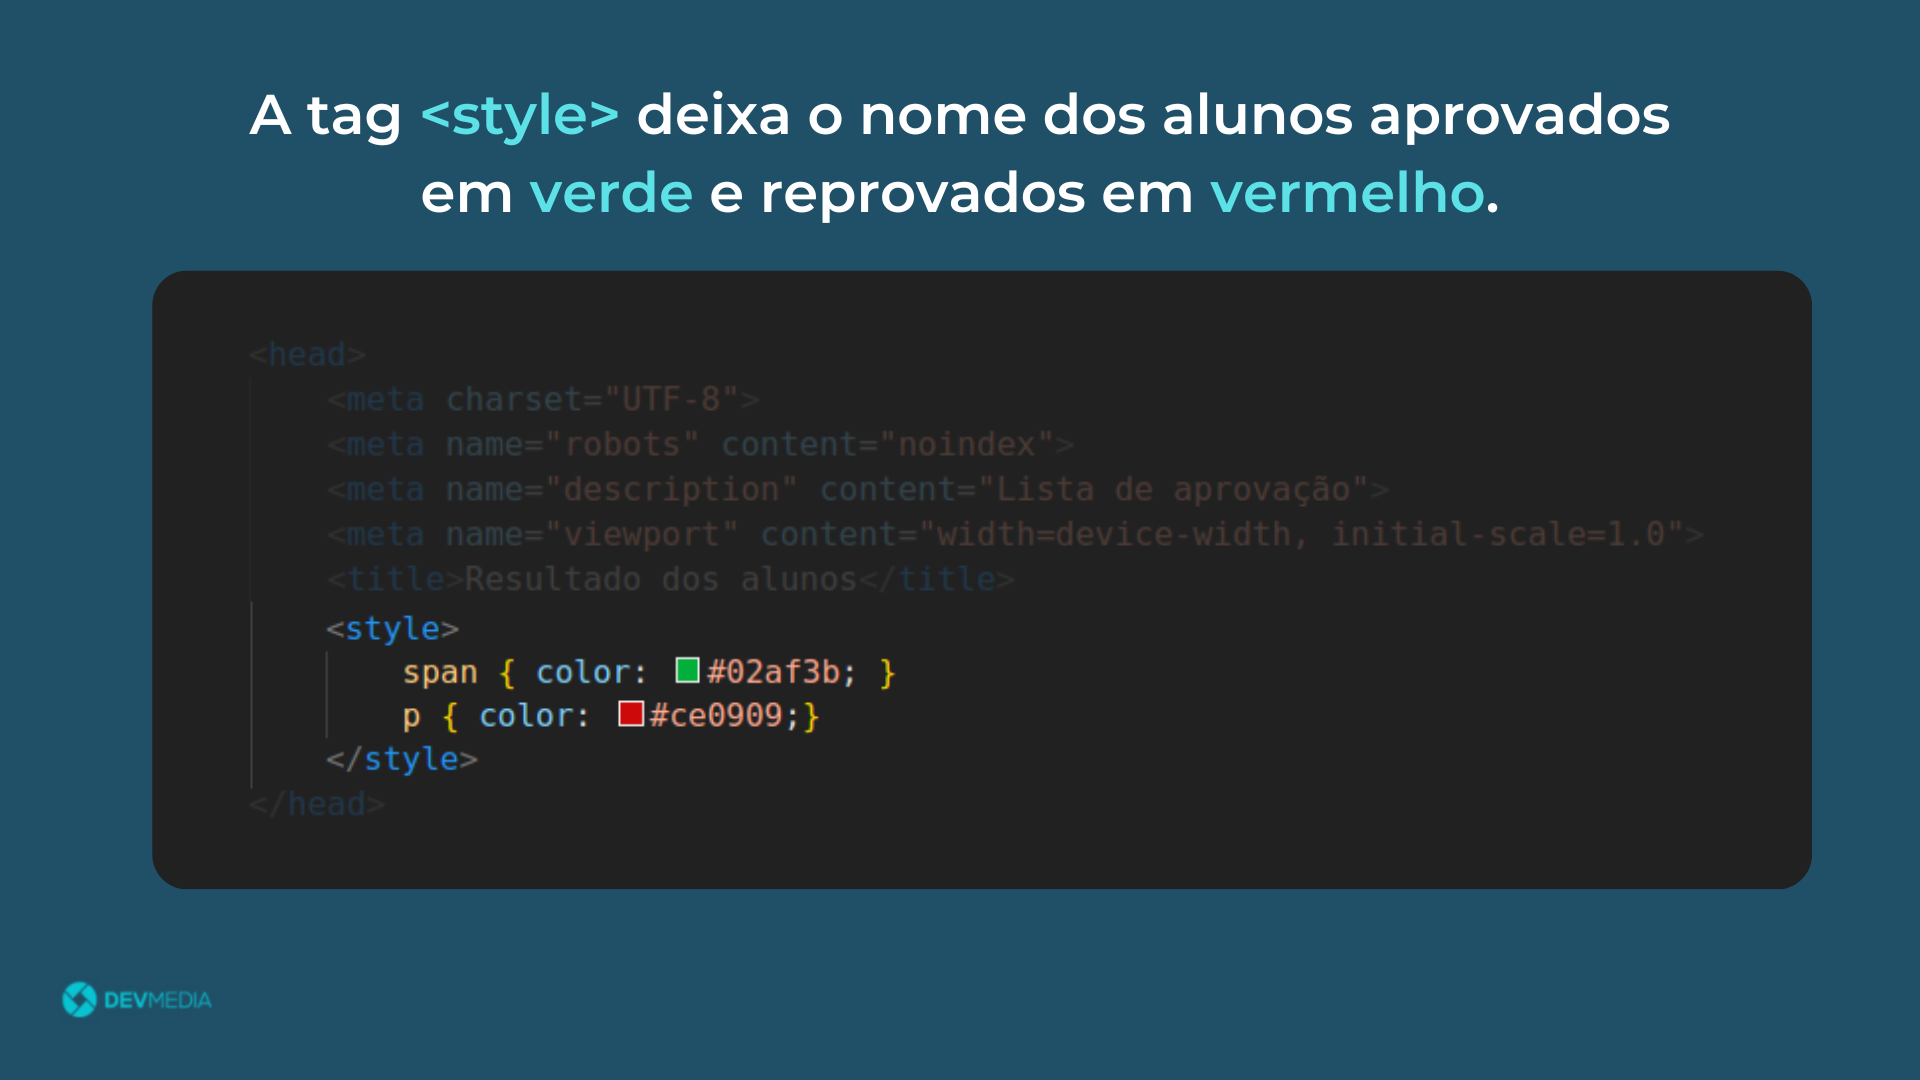 A tag <style> deixa o nome dos alunos aprovados
em verde e reprovados em vermelho.
<head>
<meta charset="UTF-8">
<meta name="robots" content="noindex">
<meta name="description" content="Lista de aprovação">
<meta name="viewport" content="width=device-width, initial-scale=1.0">
<title>Resultado dos alunos</title>
<style>
span { color: #02af3b; }
p { color: #ce0909;}
</style>
</head>
DEVMEDIA